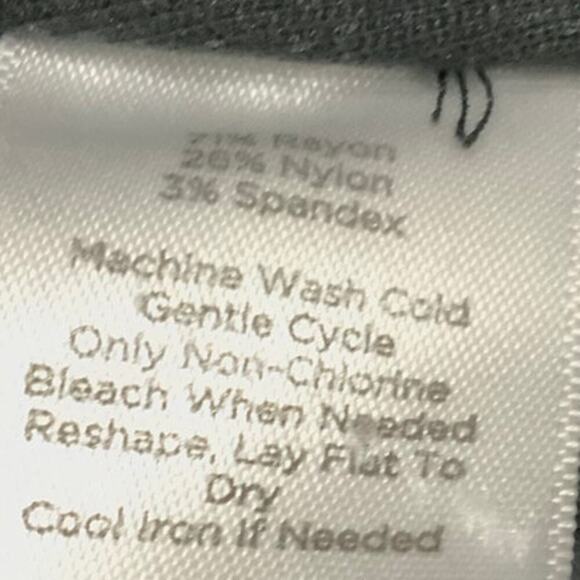 71% Rayon
26% Nylon
3% Spandex
Machine Wash Cold
Gentle Cycle
Only Non-Chlorine
Bleach When Needed
Reshape, Lay Flat To
Dry
Cool Iron If Needed